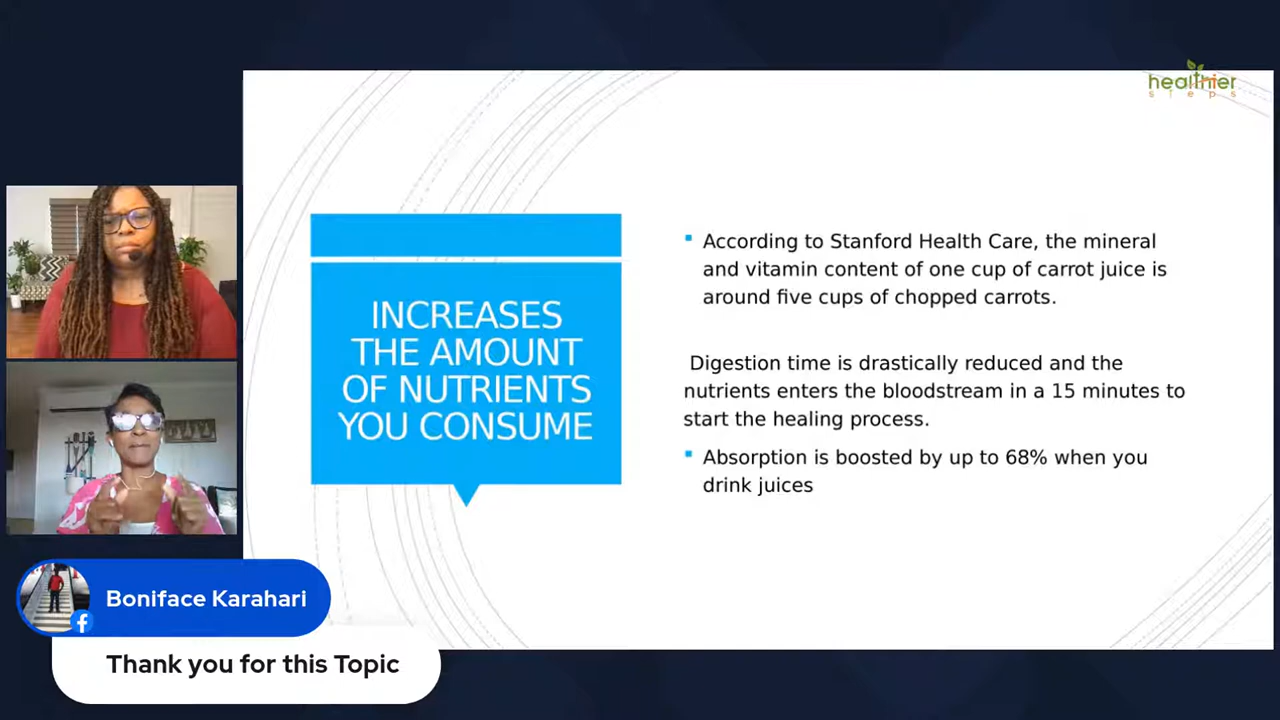 healthier
steps
INCREASES
THE AMOUNT
OF NUTRIENTS
YOU CONSUME
According to Stanford Health Care, the mineral
and vitamin content of one cup of carrot juice is
around five cups of chopped carrots.
Digestion time is drastically reduced and the
nutrients enters the bloodstream in a 15 minutes to
start the healing process.
Absorption is boosted by up to 68% when you
drink juices
Boniface Karahari
Thank you for this Topic